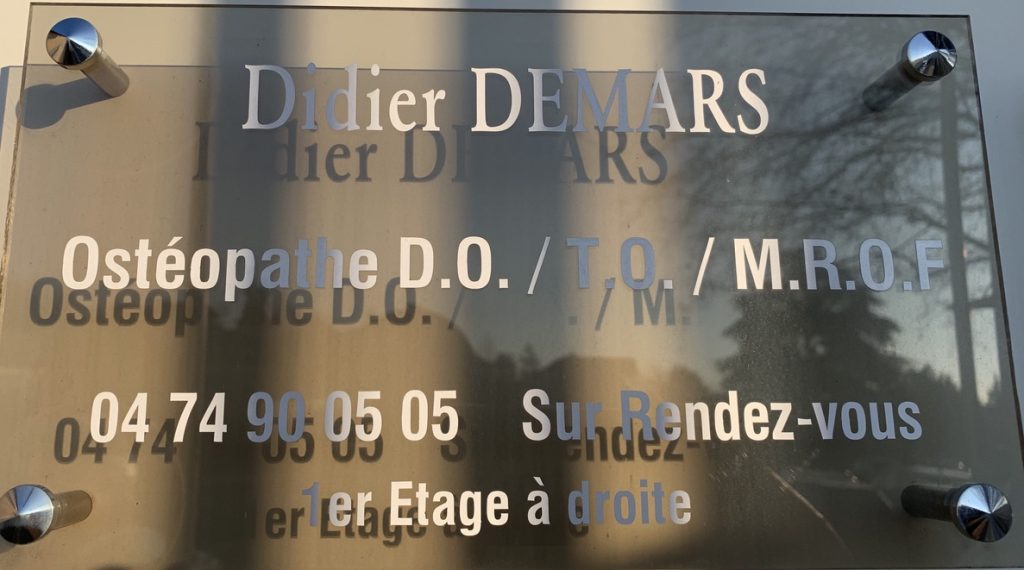 Didier DEMARS
Ostéopathe D.O. / T.O. / M.R.O.F
04 74 90 05 05 Sur Rendez-vous
1er Etage à droite